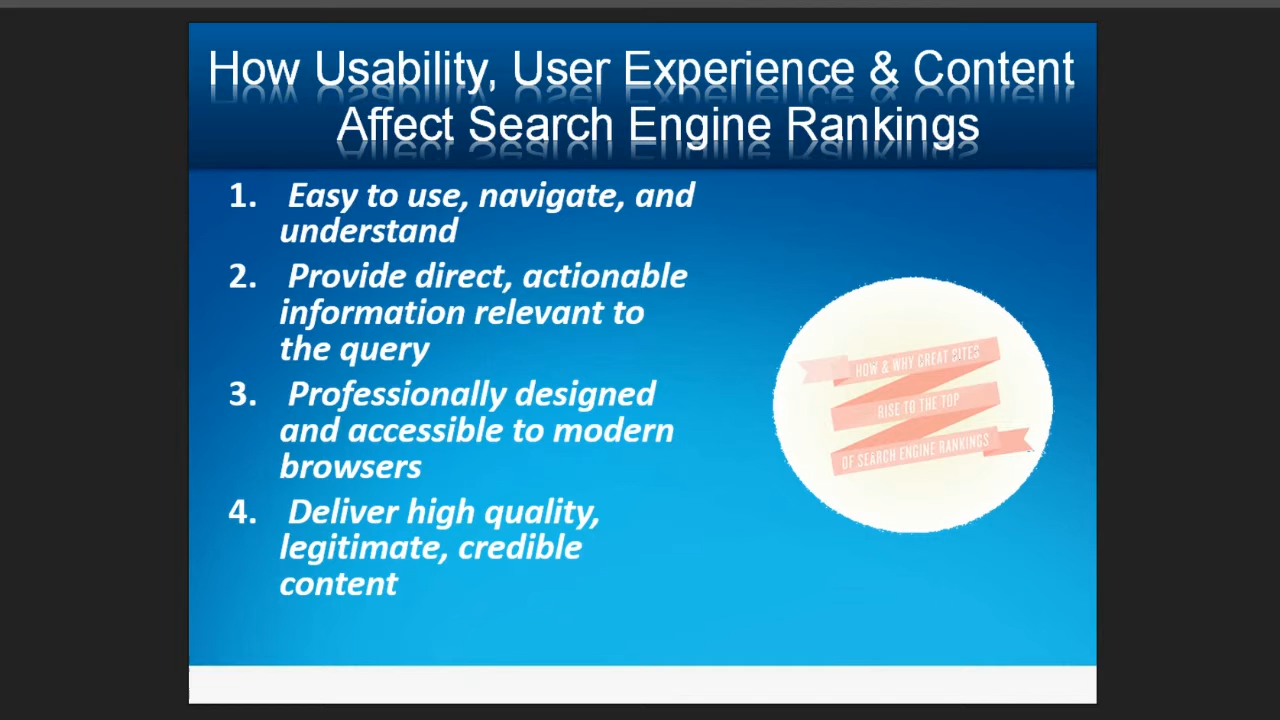 How Usability, User Experience & Content
Affect Search Engine Rankings
1. Easy to use, navigate, and
understand
2. Provide direct, actionable
information relevant to
the query
3. Professionally designed
and accessible to modern
browsers
4. Deliver high quality,
legitimate, credible
content
HOW & WHY GREAT SITES
RISE TO THE TOP
OF SEARCH ENGINE RANKINGS